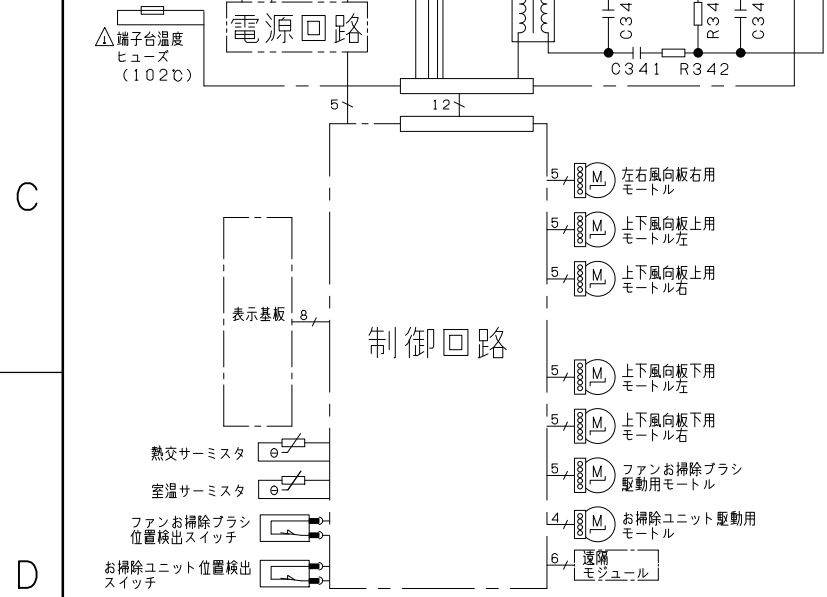 電源回路
端子台温度
ヒューズ
(102℃)
C34
R34
C34
C341
R342
5
12
C
左右風向板右用
モートル
5
M
上下風向板上用
モートル左
5
M
上下風向板上用
モートル右
5
M
表示基板
8
制御回路
上下風向板下用
モートル左
5
M
上下風向板下用
モートル右
5
M
ファンお掃除ブラシ
駆動用モートル
5
M
お掃除ユニット駆動用
モートル
4
M
遠隔
モジュール
6
熱交サーミスタ
θ
室温サーミスタ
θ
ファンお掃除ブラシ
位置検出スイッチ
お掃除ユニット位置検出
スイッチ
D